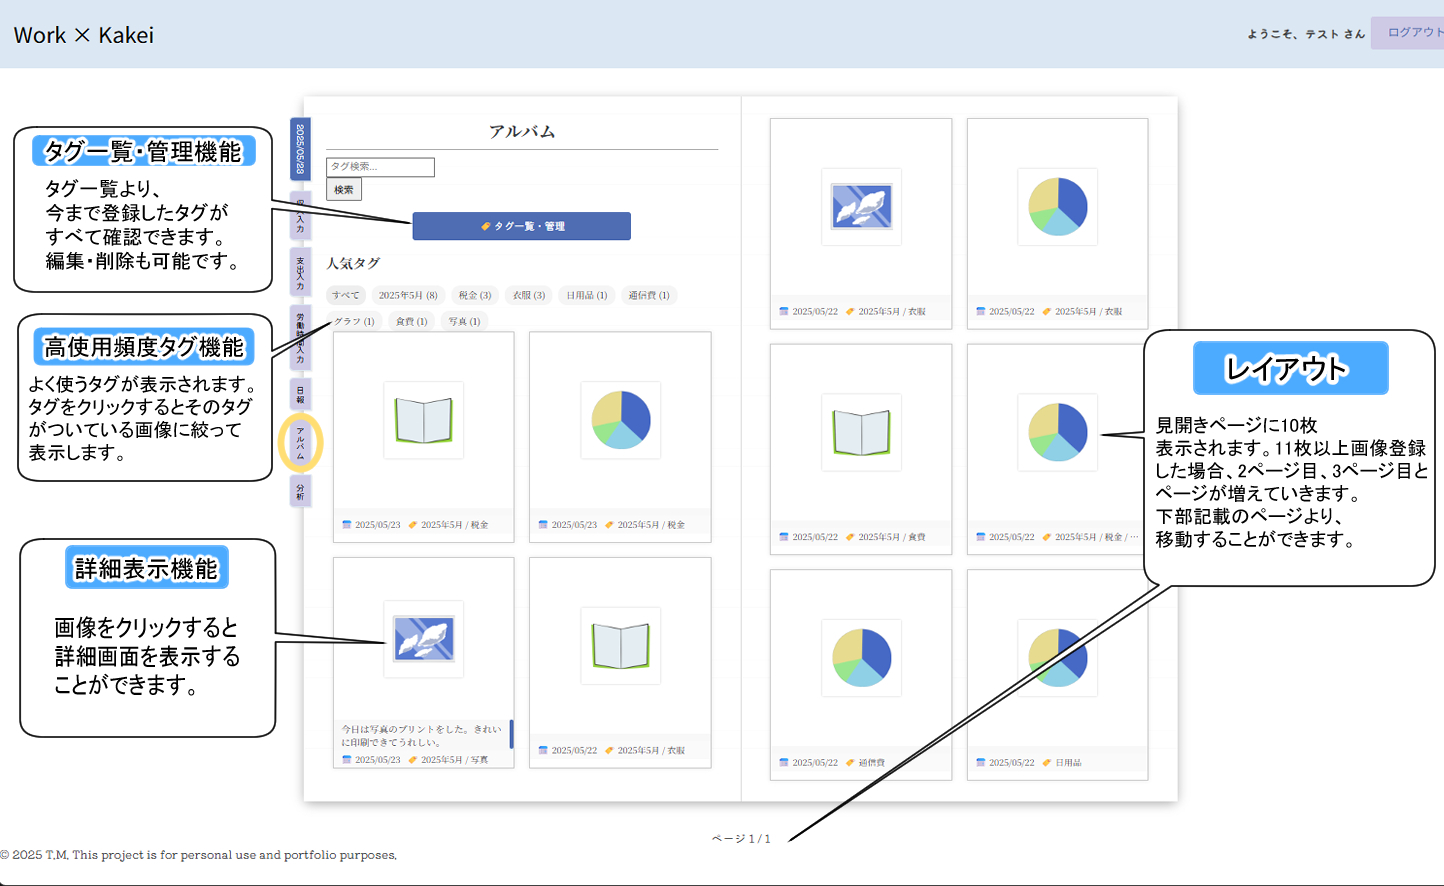 Work × Kakei
ようこそ、テスト さん
ログアウト
タグ一覧・管理機能
タグ一覧より、
今まで登録したタグが
すべて確認できます。
編集・削除も可能です。
高使用頻度タグ機能
よく使うタグが表示されます。
タグをクリックするとそのタグ
がついている画像に絞って
表示します。
詳細表示機能
画像をクリックすると
詳細画面を表示する
ことができます。
2025/05/28
入力
支出入力
労働時間入力
日報
アルバム
分析
アルバム
タグ検索...
検索
タグ一覧・管理
人気タグ
すべて 2025年5月 (8) 税金 (3) 衣服 (3) 日用品 (1) 通信費 (1)
グラフ (1) 食費 (1) 写真 (1)
2025/05/23 2025年5月 / 税金
2025/05/23 2025年5月 / 税金
今日は写真のプリントをした。きれい
に印刷できてうれしい。
2025/05/23 2025年5月 / 写真
2025/05/22 2025年5月 / 衣服
2025/05/22 2025年5月 / 衣服
2025/05/22 2025年5月 / 衣服
2025/05/22 2025年5月 / 食費
2025/05/22 2025年5月 / 税金 / …
2025/05/22 通信費
2025/05/22 日用品
レイアウト
見開きページに10枚
表示されます。11枚以上画像登録
した場合、2ページ目、3ページ目と
ページが増えていきます。
下部記載のページより、
移動することができます。
ページ 1 / 1
© 2025 T.M. This project is for personal use and portfolio purposes.